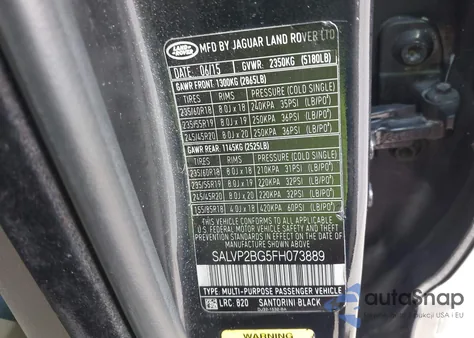 LAND ROVER MFD BY JAGUAR LAND ROVER LTD
DATE: 06/15 GVWR: 2350KG (5180LB)
GAWR FRONT: 1300KG (2865LB)
TIRES RIMS PRESSURE (COLD SINGLE)
235/60R18 8.0J x 18 240KPA 35PSI (LB/PO²)
235/55R19 8.0J x 19 250KPA 36PSI (LB/PO²)
245/45R20 8.0J x 20 250KPA 36PSI (LB/PO²)
GAWR REAR: 1145KG (2525LB)
TIRES RIMS PRESSURE (COLD SINGLE)
235/60R18 8.0J x 18 210KPA 31PSI (LB/PO²)
235/55R19 8.0J x 19 220KPA 32PSI (LB/PO²)
245/45R20 8.0J x 20 220KPA 32PSI (LB/PO²)
155/85R18 4.0J x 18 420KPA 60PSI (LB/PO²)
THIS VEHICLE CONFORMS TO ALL APPLICABLE
U.S. FEDERAL MOTOR VEHICLE SAFETY STANDARDS
IN EFFECT ON THE DATE OF
MANUFACTURE SHOWN ABOVE.
SALVP2BG5FH073889
TYPE: MULTI-PURPOSE PASSENGER VEHICLE
LRC: 820 SANTORINI BLACK
WARNING
autoAsnap
Aukcijna Odkupi USA i EU